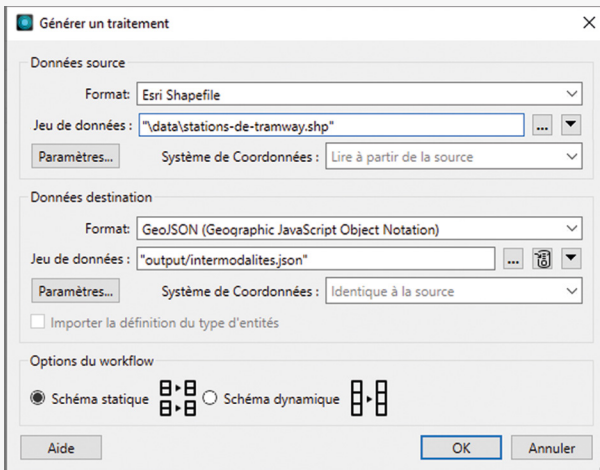 Générer un traitement
Données source
Format: Esri Shapefile
Jeu de données : "\data\stations-de-tramway.shp" ...
Paramètres... Système de Coordonnées : Lire à partir de la source
Données destination
Format: GeoJSON (Geographic JavaScript Object Notation)
Jeu de données : "output/intermodalites.json" ...
Paramètres... Système de Coordonnées : Identique à la source
Importer la définition du type d'entités
Options du workflow
Schéma statique Schéma dynamique
Aide OK Annuler